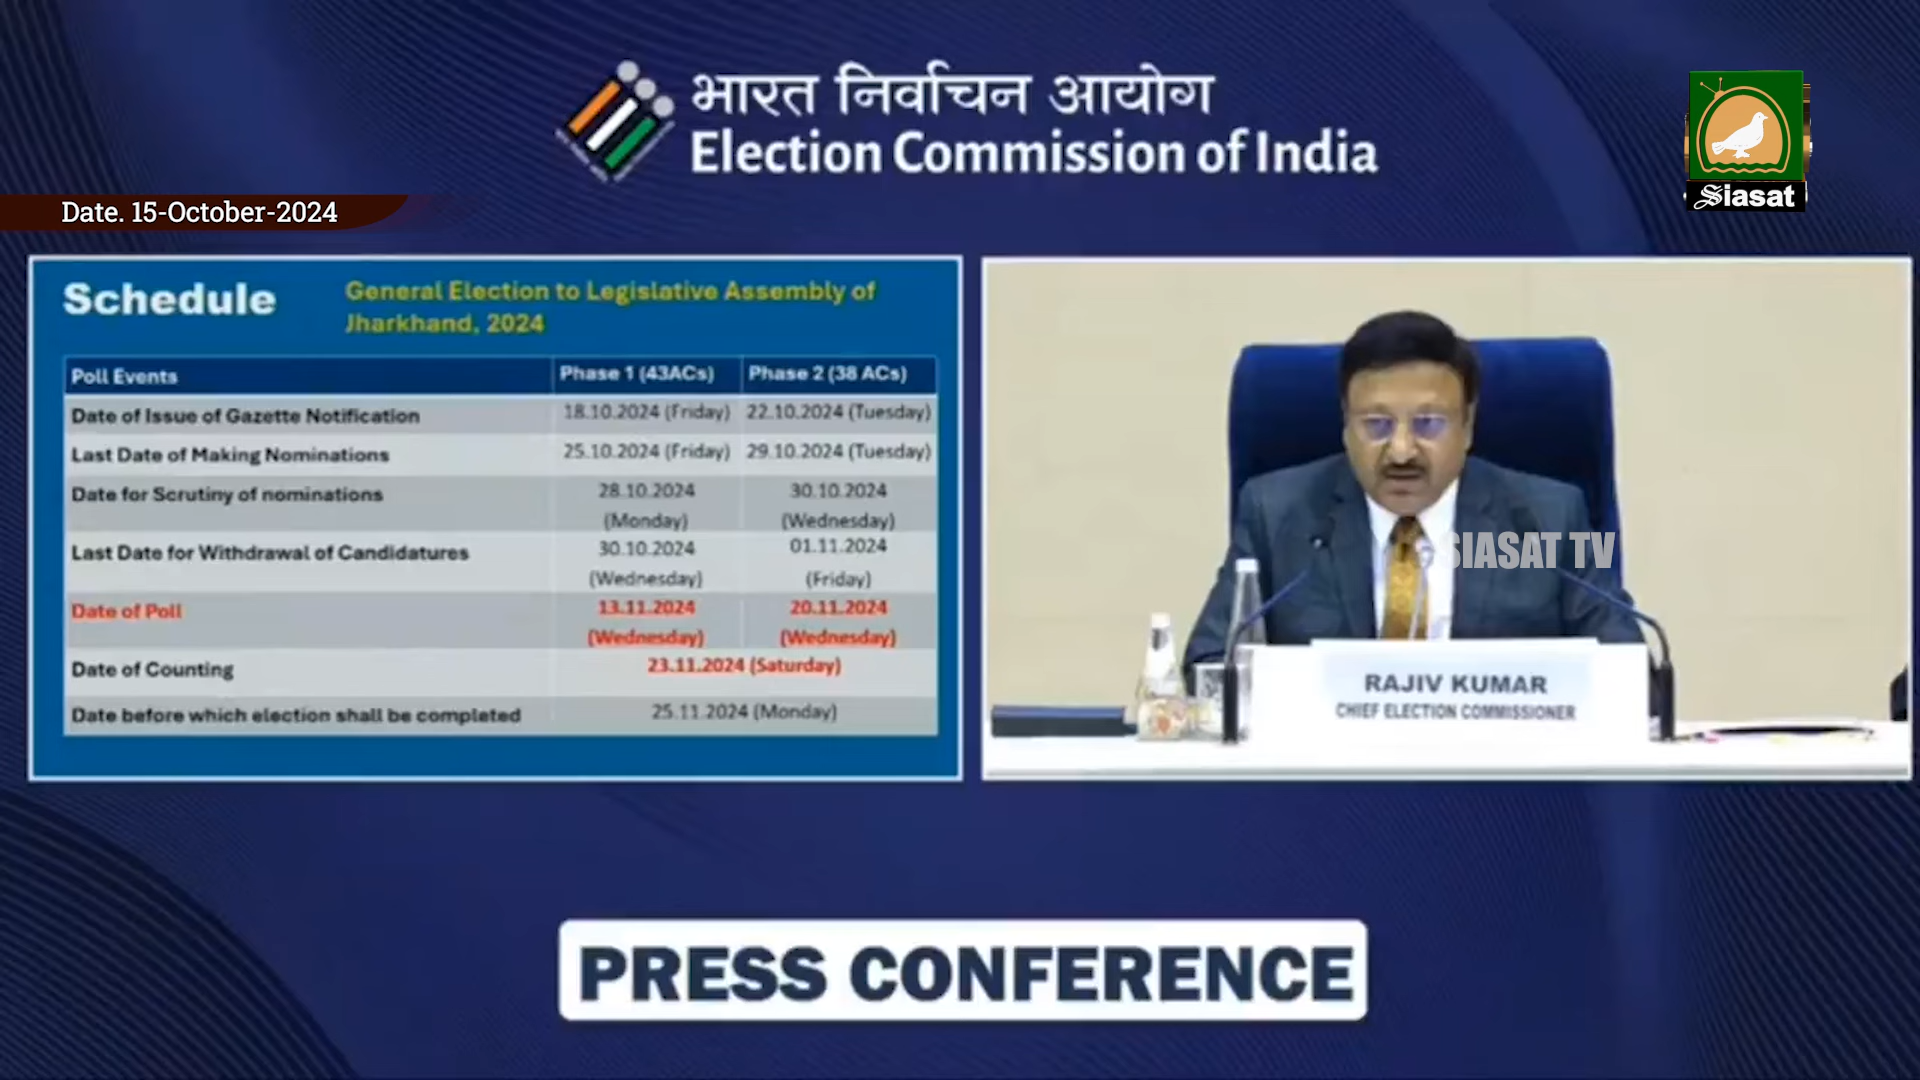 भारत निर्वाचन आयोग
Election Commission of India
Siasat
Date. 15-October-2024
Schedule
General Election to Legislative Assembly of
Jharkhand, 2024
Poll Events Phase 1 (43ACs) Phase 2 (38 ACs)
Date of Issue of Gazette Notification 18.10.2024 (Friday) 22.10.2024 (Tuesday)
Last Date of Making Nominations 25.10.2024 (Friday) 29.10.2024 (Tuesday)
Date for Scrutiny of nominations 28.10.2024 30.10.2024
(Monday) (Wednesday)
Last Date for Withdrawal of Candidatures 30.10.2024 01.11.2024
(Wednesday) (Friday)
Date of Poll 13.11.2024 20.11.2024
(Wednesday) (Wednesday)
Date of Counting 23.11.2024 (Saturday)
Date before which election shall be completed 25.11.2024 (Monday)
SIASAT TV
RAJIV KUMAR
CHIEF ELECTION COMMISSIONER
PRESS CONFERENCE